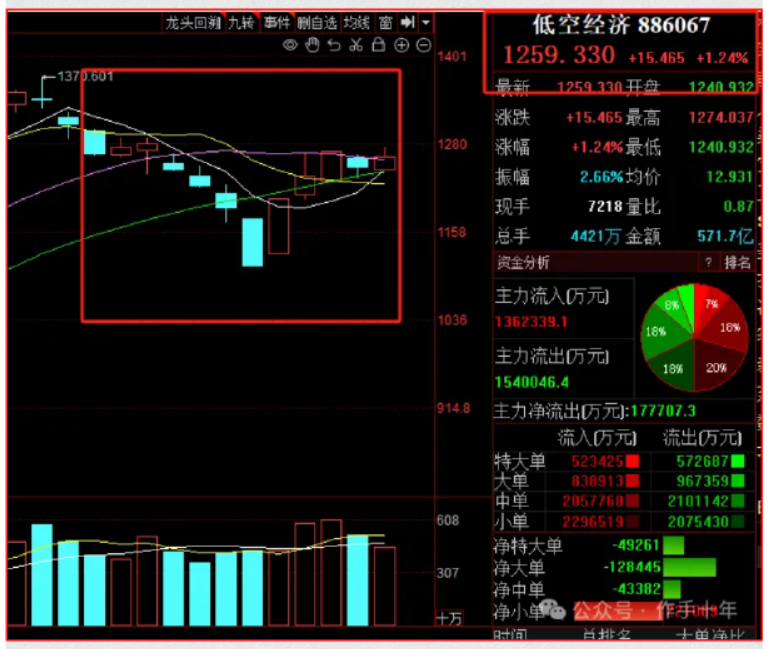 龙头回溯 九转 事件 删自选 均线 窗
1370.601
1401
1280
1158
1036
914.8
608
307
十万
低空经济 886067
1259.330 +15.465 +1.24%
最新 1259.330 开盘 1240.932
涨跌 +15.465 最高 1274.037
涨幅 +1.24% 最低 1240.932
振幅 2.66% 均价 12.931
现手 7218 量比 0.87
总手 4421万 金额 571.7亿
资金分析 ? 排名
主力流入(万元)
1362339.1
主力流出(万元)
1540046.4
8% 7%
18% 18%
18% 20%
主力净流出(万元):177707.3
流入(万元) 流出(万元)
特大单 523425 572687
大单 838913 967359
中单 2057760 2101142
小单 2296519 2075430
净特大单 -49261
净大单 -128445
净中单 -43382
净小单
公众号 · 作手十年
时间 总排名 大单净比